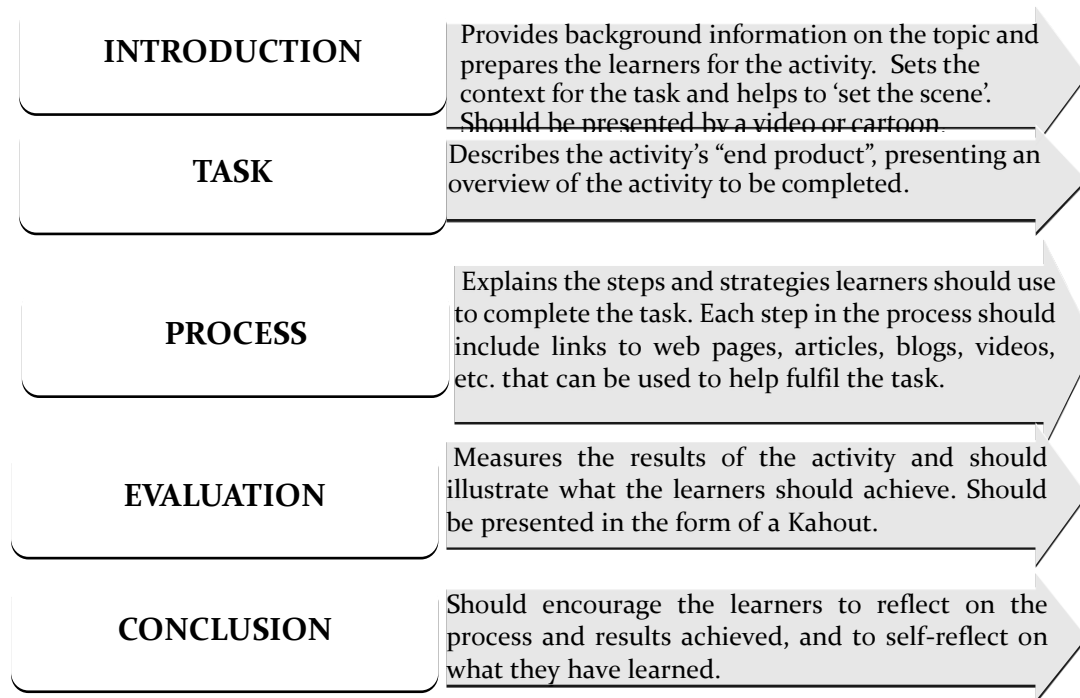 INTRODUCTION
Provides background information on the topic and
prepares the learners for the activity. Sets the
context for the task and helps to ‘set the scene’.
Should be presented by a video or cartoon.
TASK
Describes the activity’s “end product”, presenting an
overview of the activity to be completed.
PROCESS
Explains the steps and strategies learners should use
to complete the task. Each step in the process should
include links to web pages, articles, blogs, videos,
etc. that can be used to help fulfil the task.
EVALUATION
Measures the results of the activity and should
illustrate what the learners should achieve. Should
be presented in the form of a Kahout.
CONCLUSION
Should encourage the learners to reflect on the
process and results achieved, and to self-reflect on
what they have learned.